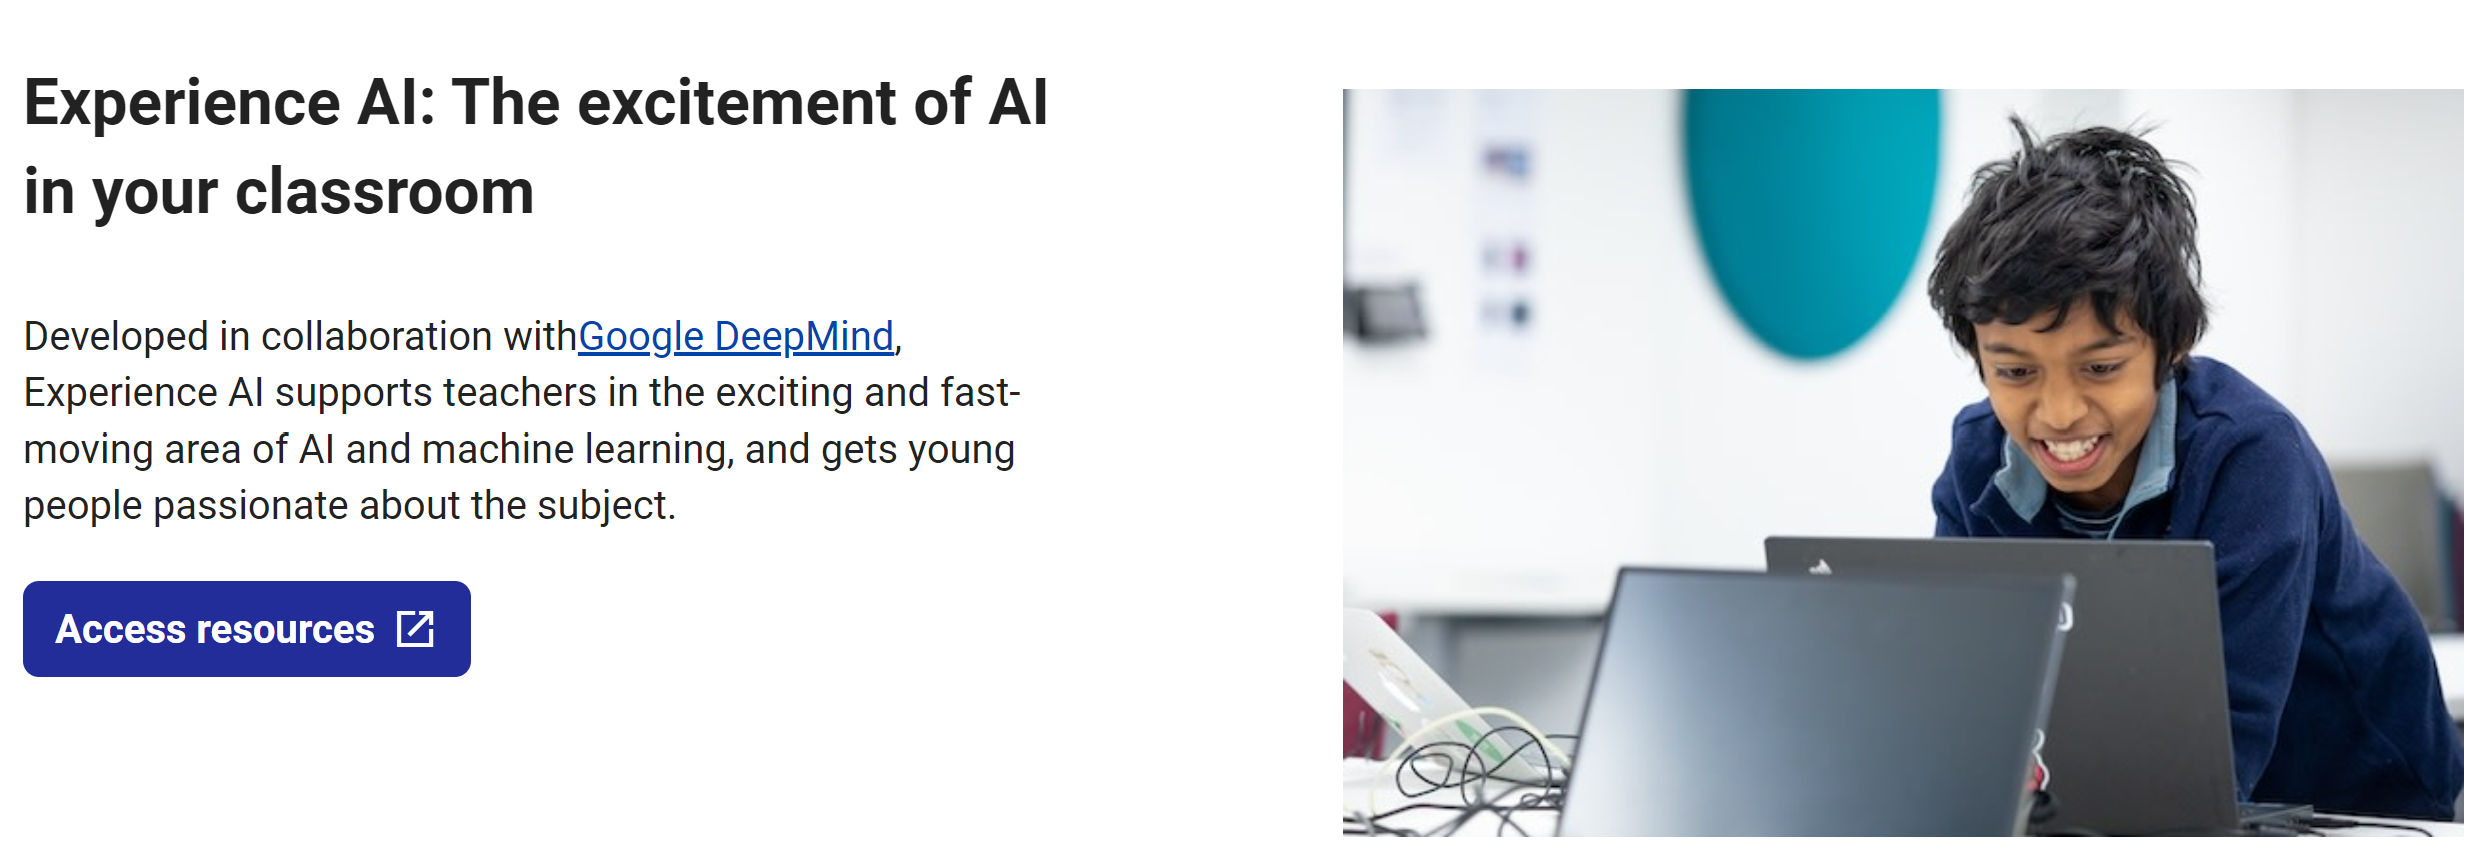 Experience AI: The excitement of AI
in your classroom
Developed in collaboration withGoogle DeepMind,
Experience AI supports teachers in the exciting and fast-
moving area of AI and machine learning, and gets young
people passionate about the subject.
Access resources